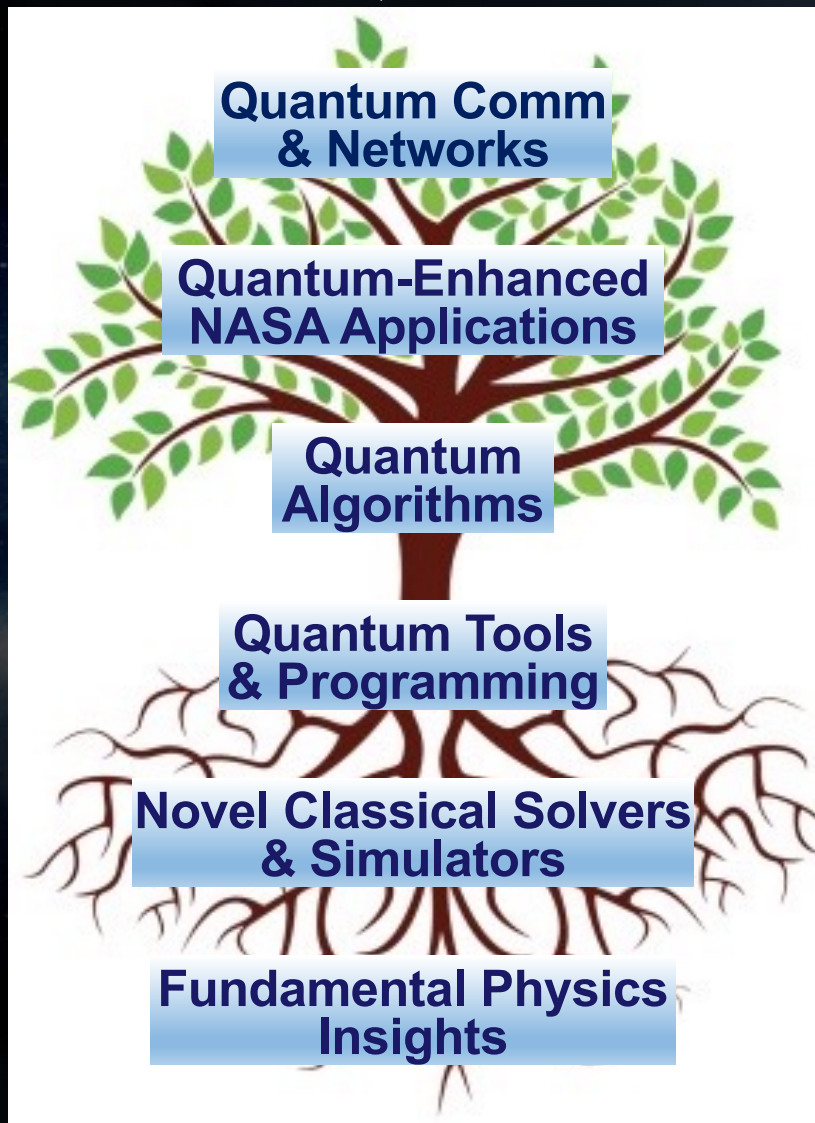 Quantum Comm
& Networks
Quantum-Enhanced
NASA Applications
Quantum
Algorithms
Quantum Tools
& Programming
Novel Classical Solvers
& Simulators
Fundamental Physics
Insights